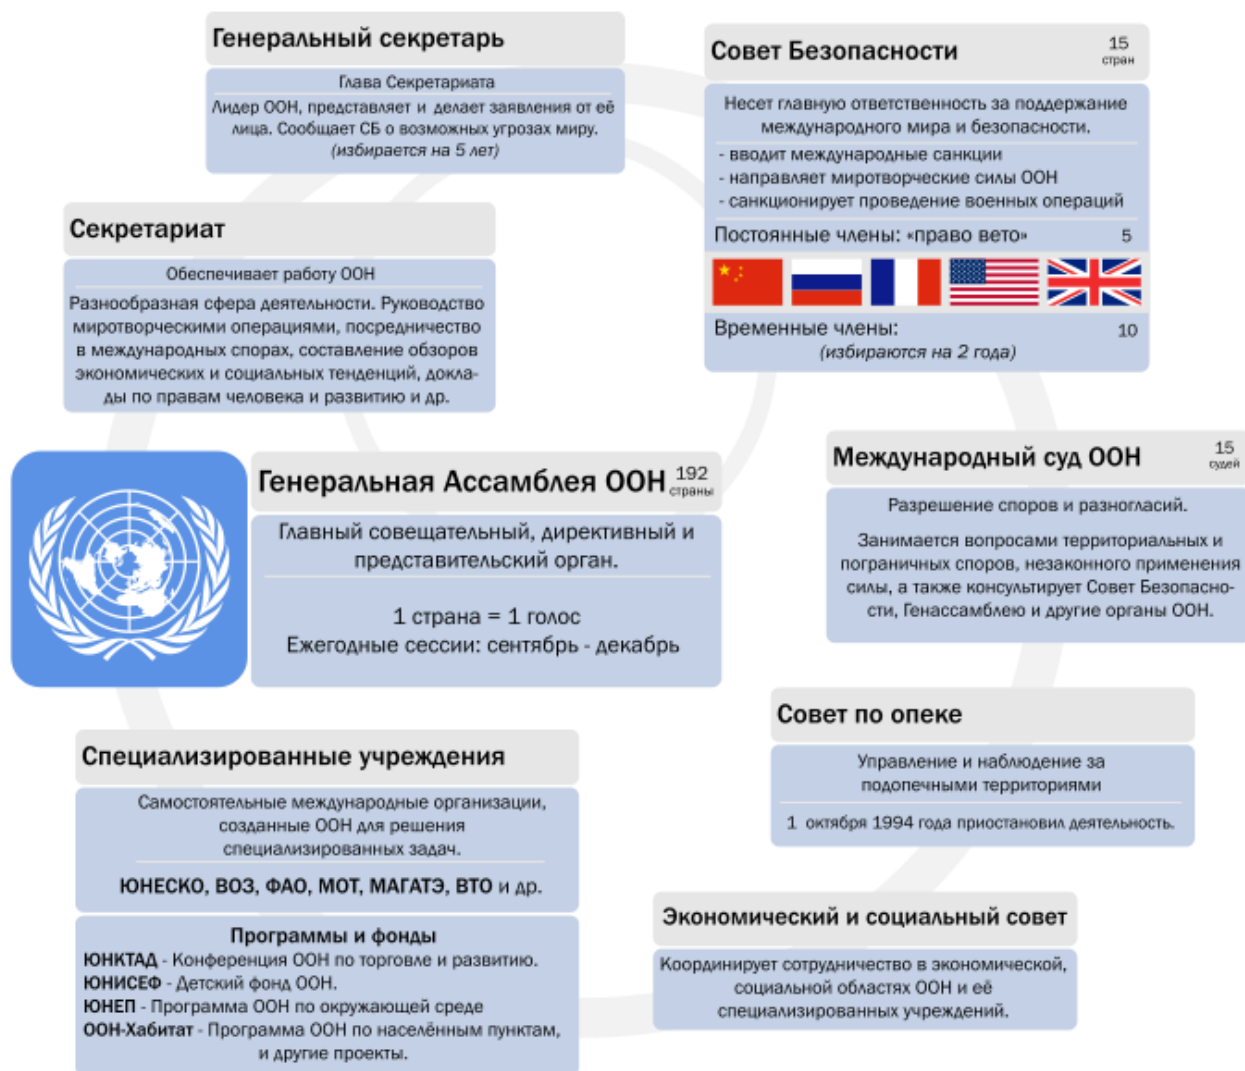 Генеральный секретарь
Глава Секретариата
Лидер ООН, представляет и делает заявления от её
лица. Сообщает СБ о возможных угрозах миру.
(избирается на 5 лет)
Совет Безопасности
15
стран
Несет главную ответственность за поддержание
международного мира и безопасности.
- вводит международные санкции
- направляет миротворческие силы ООН
- санкционирует проведение военных операций
Постоянные члены: «право вето» 5
Временные члены: 10
(избираются на 2 года)
Секретариат
Обеспечивает работу ООН
Разнообразная сфера деятельности. Руководство
миротворческими операциями, посредничество
в международных спорах, составление обзоров
экономических и социальных тенденций, докла-
ды по правам человека и развитию и др.
Генеральная Ассамблея ООН
192
страны
Главный совещательный, директивный и
представительский орган.
1 страна = 1 голос
Ежегодные сессии: сентябрь - декабрь
Международный суд ООН
15
судей
Разрешение споров и разногласий.
Занимается вопросами территориальных и
пограничных споров, незаконного применения
силы, а также консультирует Совет Безопасно-
сти, Генассамблею и другие органы ООН.
Совет по опеке
Управление и наблюдение за
подопечными территориями
1 октября 1994 года приостановил деятельность.
Специализированные учреждения
Самостоятельные международные организации,
созданные ООН для решения
специализированных задач.
ЮНЕСКО, ВОЗ, ФАО, МОТ, МАГАТЭ, ВТО и др.
Программы и фонды
ЮНКТАД - Конференция ООН по торговле и развитию.
ЮНИСЕФ - Детский фонд ООН.
ЮНЕП - Программа ООН по окружающей среде
ООН-Хабитат - Программа ООН по населённым пунктам,
и другие проекты.
Экономический и социальный совет
Координирует сотрудничество в экономической,
социальной областях ООН и её
специализированных учреждений.